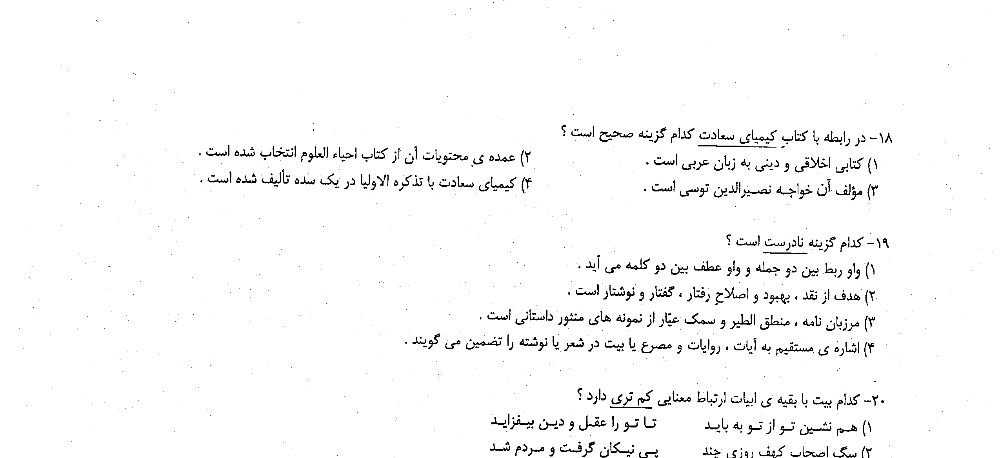 ۱۸- در رابطه با کتابِ کیمیای سعادت کدام گزینه صحیح است ؟
۱) کتابی اخلاقی و دینی به زبان عربی است .
۲) عمده ی محتویات آن از کتاب احیاء العلوم انتخاب شده است .
۳) مؤلف آن خواجه نصیرالدین توسی است .
۴) کیمیای سعادت با تذکره الاولیا در یک سده تألیف شده است .
۱۹- کدام گزینه نادرست است ؟
۱) واو ربط بین دو جمله و واو عطف بین دو کلمه می آید .
۲) هدف از نقد ، بهبود و اصلاحِ رفتار ، گفتار و نوشتار است .
۳) مرزبان نامه ، منطق الطیر و سمک عیّار از نمونه های منثور داستانی است .
۴) اشاره ی مستقیم به آیات ، روایات و مصرع یا بیت در شعر یا نوشته را تضمین می گویند .
۲۰- کدام بیت با بقیه ی ابیات ارتباط معنایی کم تری دارد ؟
۱) هم نشین تو از تو به باید تا تو را عقل و دین بیفزاید
۲) سگ اصحاب کهف روزی چند پی نیکان گرفت و مردم شد